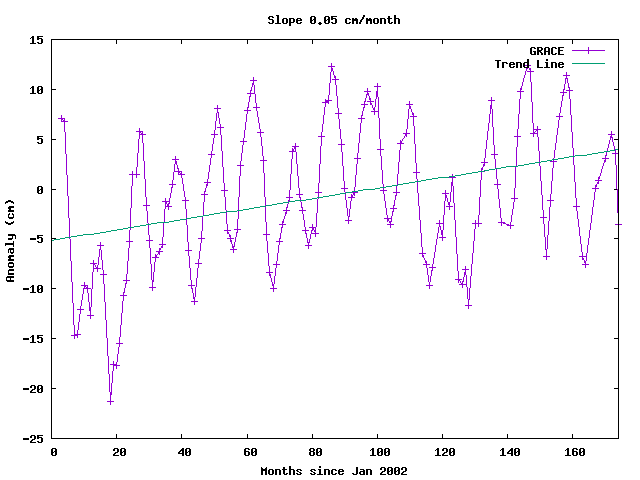 Slope 0.05 cm/month
GRACE
Trend Line
15
10
5
0
-5
-10
-15
-20
-25
Anomaly (cm)
0 20 40 60 80 100 120 140 160
Months since Jan 2002